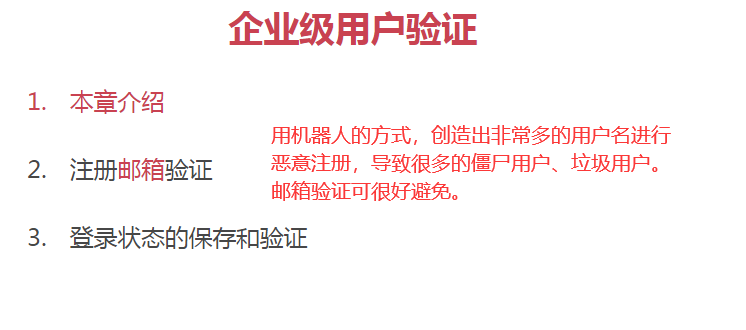 企业级用户验证
1. 本章介绍
用机器人的方式，创造出非常多的用户名进行
恶意注册，导致很多的僵尸用户、垃圾用户。
邮箱验证可很好避免。
2. 注册邮箱验证
3. 登录状态的保存和验证